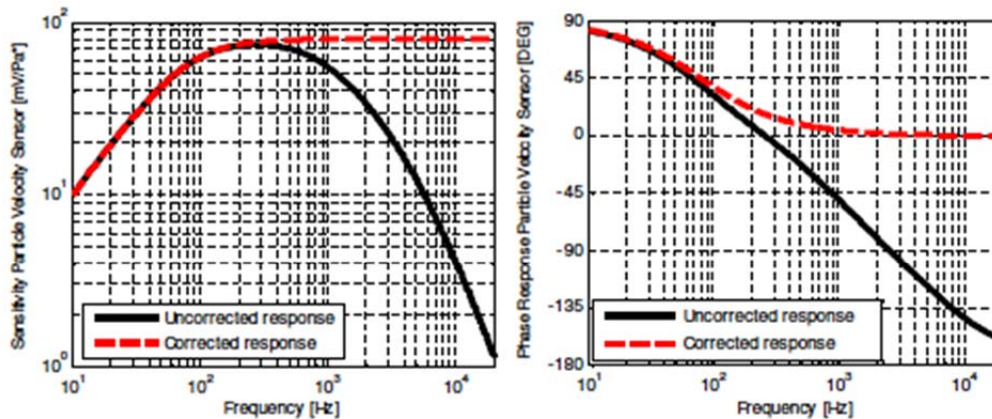 Sensitivity Particle Velocity Sensor [mV/Pa*]
10²
10¹
10⁰
Uncorrected response
Corrected response
10¹ 10² 10³ 10⁴
Frequency [Hz]
Phase Response Particle Velocity Sensor [DEG]
90
45
0
-45
-90
-135
-180
Uncorrected response
Corrected response
10¹ 10² 10³ 10⁴
Frequency [Hz]